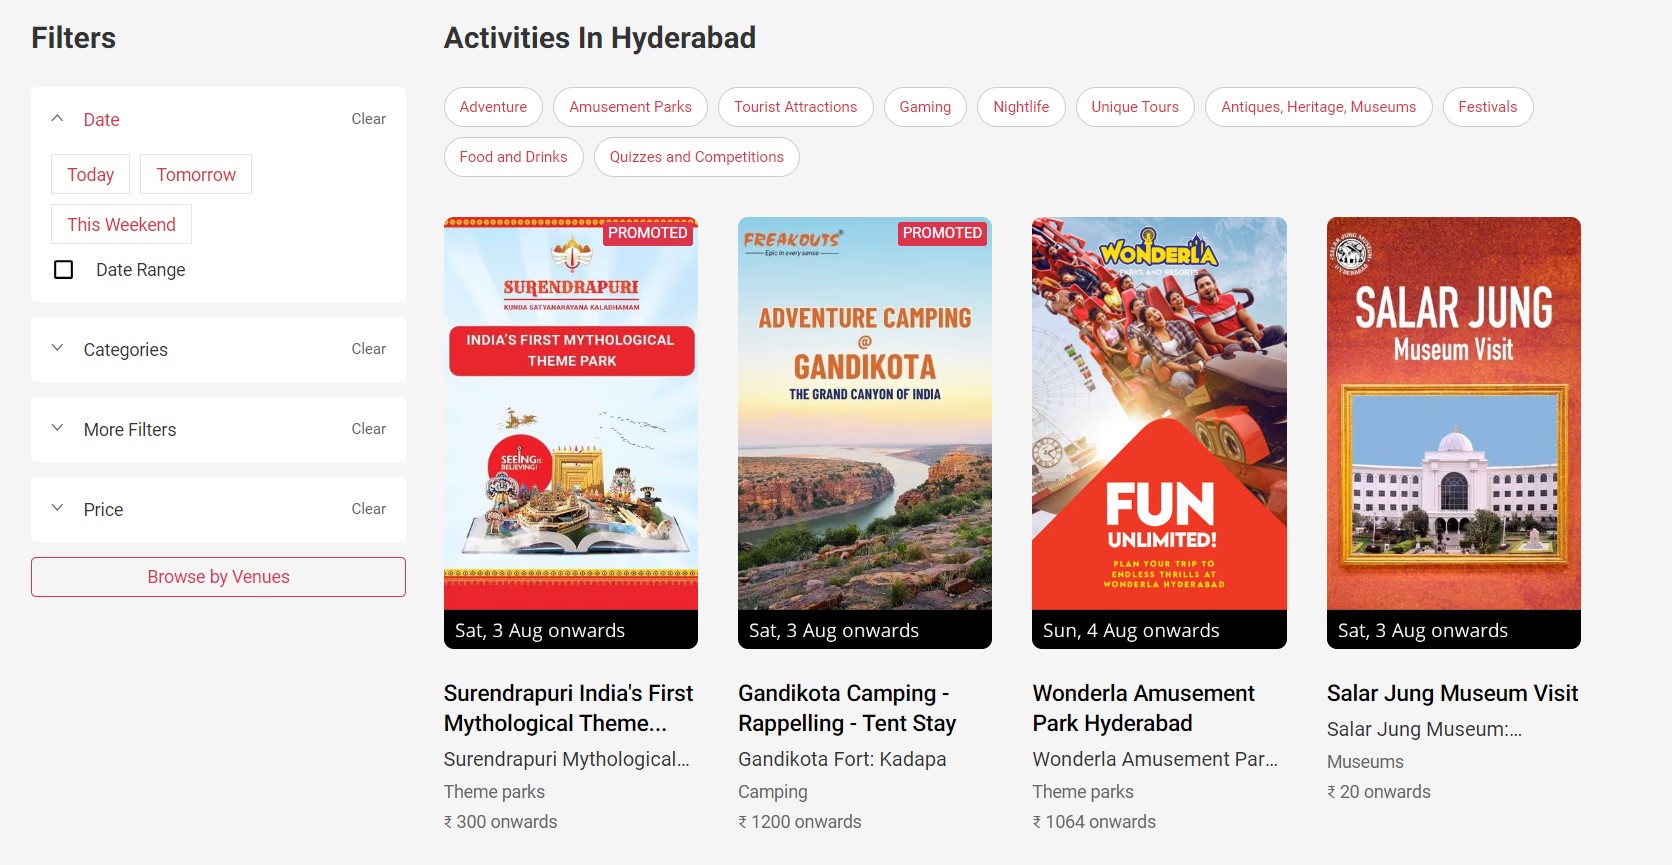 Filters
Date
Clear
Today
Tomorrow
This Weekend
Date Range
Categories
Clear
More Filters
Clear
Price
Clear
Browse by Venues
Activities In Hyderabad
Adventure
Amusement Parks
Tourist Attractions
Gaming
Nightlife
Unique Tours
Antiques, Heritage, Museums
Festivals
Food and Drinks
Quizzes and Competitions
PROMOTED
SURENDRAPURI
KUNDA SATYANARAYANA KALADHAMAM
INDIA'S FIRST MYTHOLOGICAL
THEME PARK
SEEING IS
BELIEVING!
Sat, 3 Aug onwards
Surendrapuri India's First
Mythological Theme...
Surendrapuri Mythological...
Theme parks
₹ 300 onwards
PROMOTED
FREAKOUTS®
Epic in every sense
ADVENTURE CAMPING
@
GANDIKOTA
THE GRAND CANYON OF INDIA
Sat, 3 Aug onwards
Gandikota Camping -
Rappelling - Tent Stay
Gandikota Fort: Kadapa
Camping
₹ 1200 onwards
WONDERLA
PARKS AND RESORTS
FUN
UNLIMITED!
PLAN YOUR TRIP TO
ENDLESS THRILLS AT
WONDERLA HYDERABAD
Sun, 4 Aug onwards
Wonderla Amusement
Park Hyderabad
Wonderla Amusement Par...
Theme parks
₹ 1064 onwards
SALAR JUNG MUSEUM
HYDERABAD
SALAR JUNG
Museum Visit
Sat, 3 Aug onwards
Salar Jung Museum Visit
Salar Jung Museum:...
Museums
₹ 20 onwards